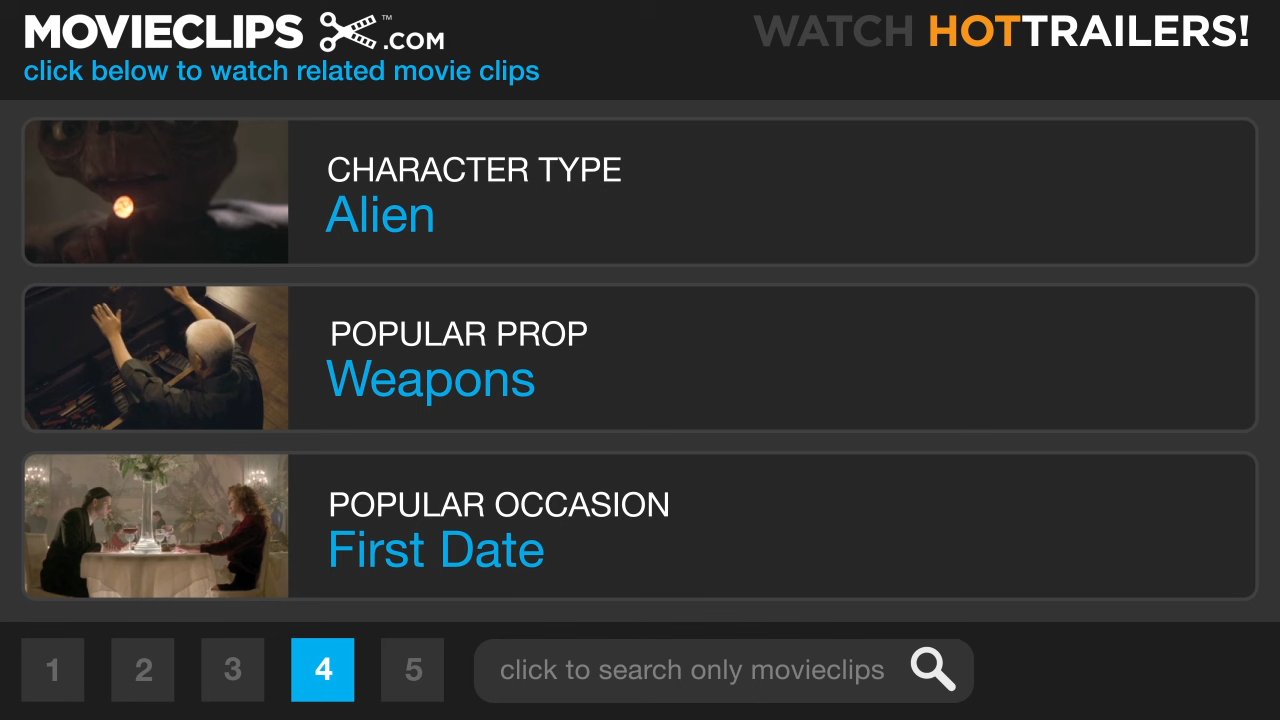 MOVIECLIPS ™ .COM
click below to watch related movie clips
WATCH HOTTRAILERS!
CHARACTER TYPE
Alien
POPULAR PROP
Weapons
POPULAR OCCASION
First Date
1 2 3 4 5
click to search only movieclips